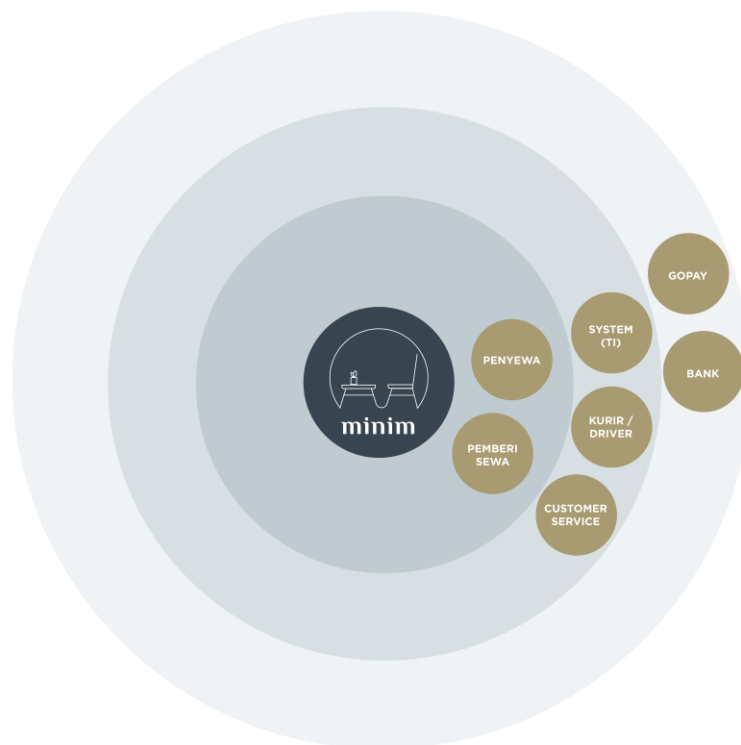 GOPAY
SYSTEM
(TI)
PENYEWA
BANK
minim
KURIR /
DRIVER
PEMBERI
SEWA
CUSTOMER
SERVICE